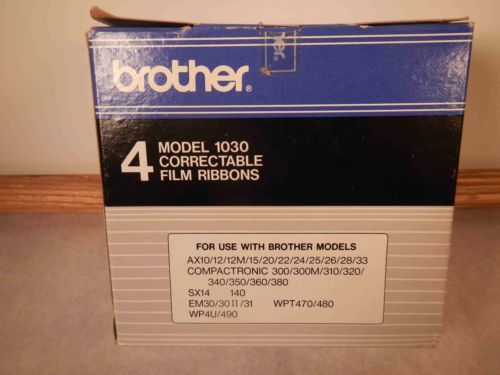 brother®
4 MODEL 1030
CORRECTABLE
FILM RIBBONS
FOR USE WITH BROTHER MODELS
AX10/12/12M/15/20/22/24/25/26/28/33
COMPACTRONIC 300/300M/310/320/
340/350/360/380
SX14 140
EM30/30II/31 WPT470/480
WP4U/490